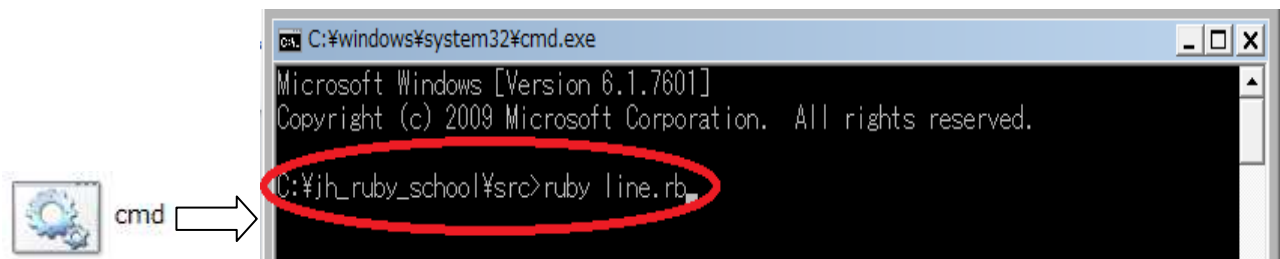 C:¥windows¥system32¥cmd.exe
Microsoft Windows [Version 6.1.7601]
Copyright (c) 2009 Microsoft Corporation.  All rights reserved.
C:¥jh_ruby_school¥src>ruby line.rb
cmd